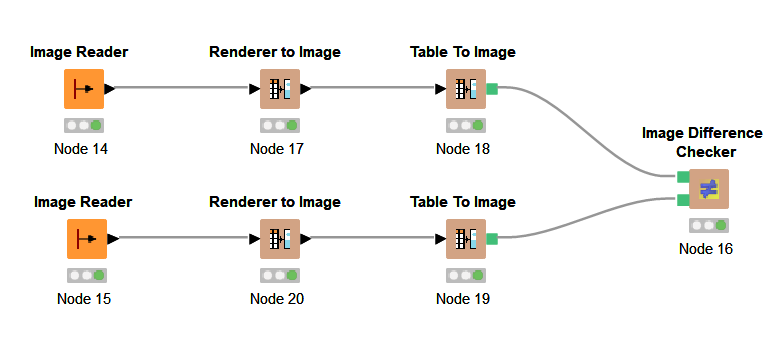 Image Reader
Renderer to Image
Table To Image
Node 14
Node 17
Node 18
Image Difference
Checker
Node 16
Image Reader
Renderer to Image
Table To Image
Node 15
Node 20
Node 19